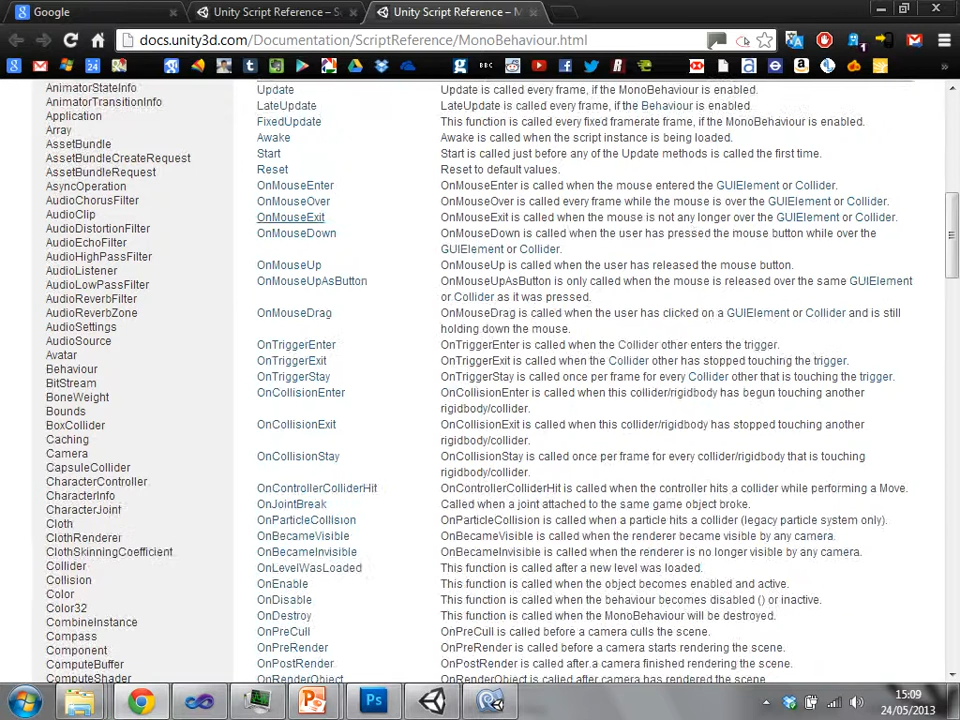 Google
Unity Script Reference – S
Unity Script Reference – M
docs.unity3d.com/Documentation/ScriptReference/MonoBehaviour.html
AnimatorStateInfo
AnimatorTransitionInfo
Application
Array
AssetBundle
AssetBundleCreateRequest
AssetBundleRequest
AsyncOperation
AudioChorusFilter
AudioClip
AudioDistortionFilter
AudioEchoFilter
AudioHighPassFilter
AudioListener
AudioLowPassFilter
AudioReverbFilter
AudioReverbZone
AudioSettings
AudioSource
Avatar
Behaviour
BitStream
BoneWeight
Bounds
BoxCollider
Caching
Camera
CapsuleCollider
CharacterController
CharacterInfo
CharacterJoint
Cloth
ClothRenderer
ClothSkinningCoefficient
Collider
Collision
Color
Color32
CombineInstance
Compass
Component
ComputeBuffer
ComputeShader
Update Update is called every frame, if the MonoBehaviour is enabled.
LateUpdate LateUpdate is called every frame, if the Behaviour is enabled.
FixedUpdate This function is called every fixed framerate frame, if the MonoBehaviour is enabled.
Awake Awake is called when the script instance is being loaded.
Start Start is called just before any of the Update methods is called the first time.
Reset Reset to default values.
OnMouseEnter OnMouseEnter is called when the mouse entered the GUIElement or Collider.
OnMouseOver OnMouseOver is called every frame while the mouse is over the GUIElement or Collider.
OnMouseExit OnMouseExit is called when the mouse is not any longer over the GUIElement or Collider.
OnMouseDown OnMouseDown is called when the user has pressed the mouse button while over the
GUIElement or Collider.
OnMouseUp OnMouseUp is called when the user has released the mouse button.
OnMouseUpAsButton OnMouseUpAsButton is only called when the mouse is released over the same GUIElement
or Collider as it was pressed.
OnMouseDrag OnMouseDrag is called when the user has clicked on a GUIElement or Collider and is still
holding down the mouse.
OnTriggerEnter OnTriggerEnter is called when the Collider other enters the trigger.
OnTriggerExit OnTriggerExit is called when the Collider other has stopped touching the trigger.
OnTriggerStay OnTriggerStay is called once per frame for every Collider other that is touching the trigger.
OnCollisionEnter OnCollisionEnter is called when this collider/rigidbody has begun touching another
rigidbody/collider.
OnCollisionExit OnCollisionExit is called when this collider/rigidbody has stopped touching another
rigidbody/collider.
OnCollisionStay OnCollisionStay is called once per frame for every collider/rigidbody that is touching
rigidbody/collider.
OnControllerColliderHit OnControllerColliderHit is called when the controller hits a collider while performing a Move.
OnJointBreak Called when a joint attached to the same game object broke.
OnParticleCollision OnParticleCollision is called when a particle hits a collider (legacy particle system only).
OnBecameVisible OnBecameVisible is called when the renderer became visible by any camera.
OnBecameInvisible OnBecameInvisible is called when the renderer is no longer visible by any camera.
OnLevelWasLoaded This function is called after a new level was loaded.
OnEnable This function is called when the object becomes enabled and active.
OnDisable This function is called when the behaviour becomes disabled () or inactive.
OnDestroy This function is called when the MonoBehaviour will be destroyed.
OnPreCull OnPreCull is called before a camera culls the scene.
OnPreRender OnPreRender is called before a camera starts rendering the scene.
OnPostRender OnPostRender is called after a camera finished rendering the scene.
OnRenderObject OnRenderObject is called after camera has rendered the scene.
15:09
24/05/2013